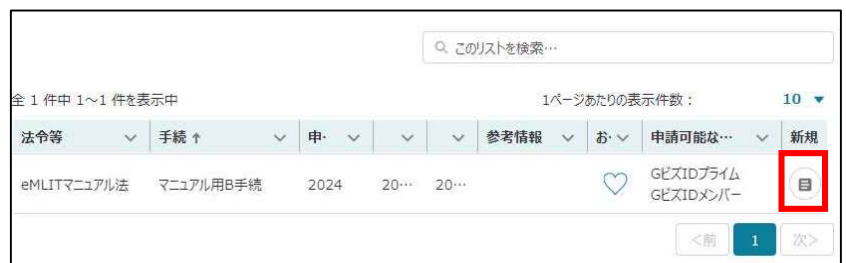 このリストを検索…
全 1 件中 1～1 件を表示中 1ページあたりの表示件数： 10
法令等 手続↑ 申· 参考情報 お· 申請可能な… 新規
eMLITマニュアル法 マニュアル用B手続 2024 20… 20… GビズIDプライム
GビズIDメンバー
<前 1 次>